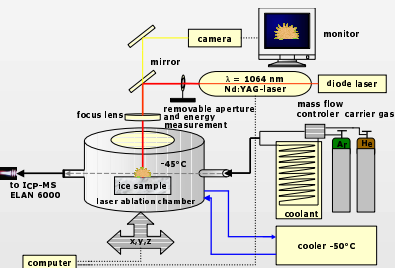 camera
monitor
mirror
λ = 1064 nm
Nd:YAG-laser
diode laser
removable aperture
and energy
measurement
mass flow
controler carrier gas
focus lens
Ar
He
-45°C
to ICP-MS
ELAN 6000
ice sample
laser ablation chamber
coolant
x,y,z
cooler -50°C
computer